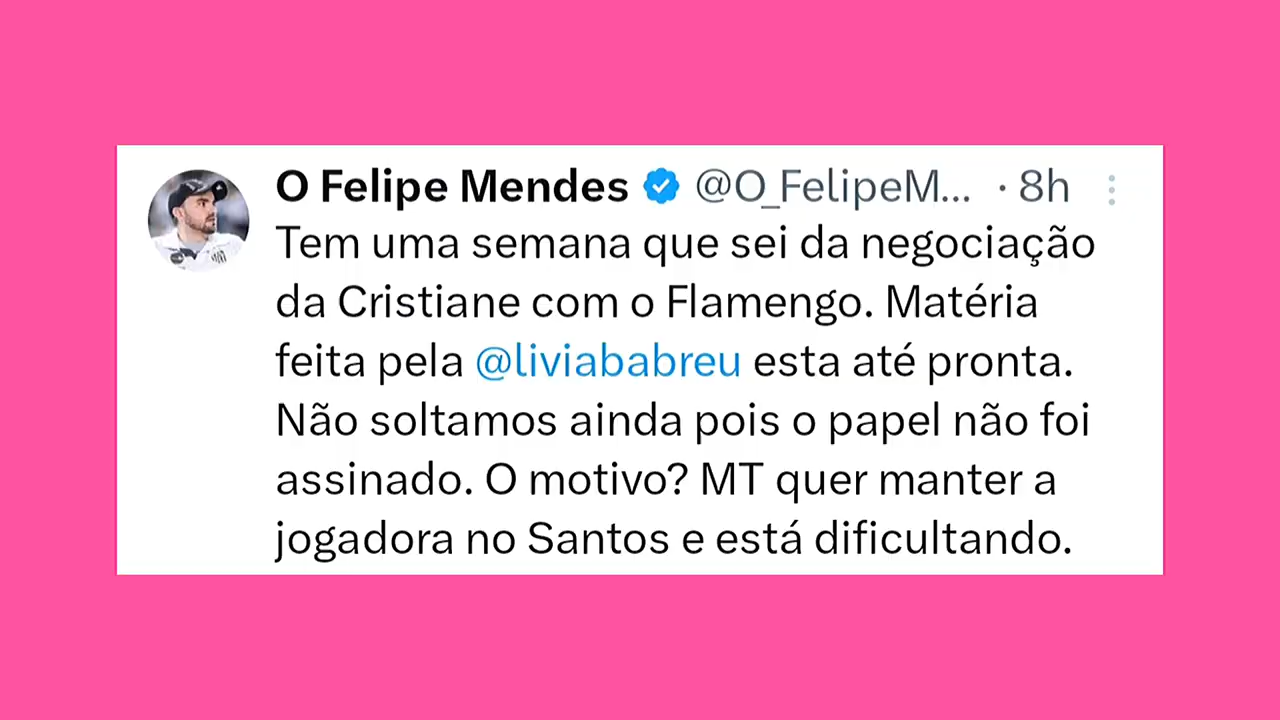 O Felipe Mendes @O_FelipeM... · 8h
Tem uma semana que sei da negociação
da Cristiane com o Flamengo. Matéria
feita pela @liviababreu esta até pronta.
Não soltamos ainda pois o papel não foi
assinado. O motivo? MT quer manter a
jogadora no Santos e está dificultando.